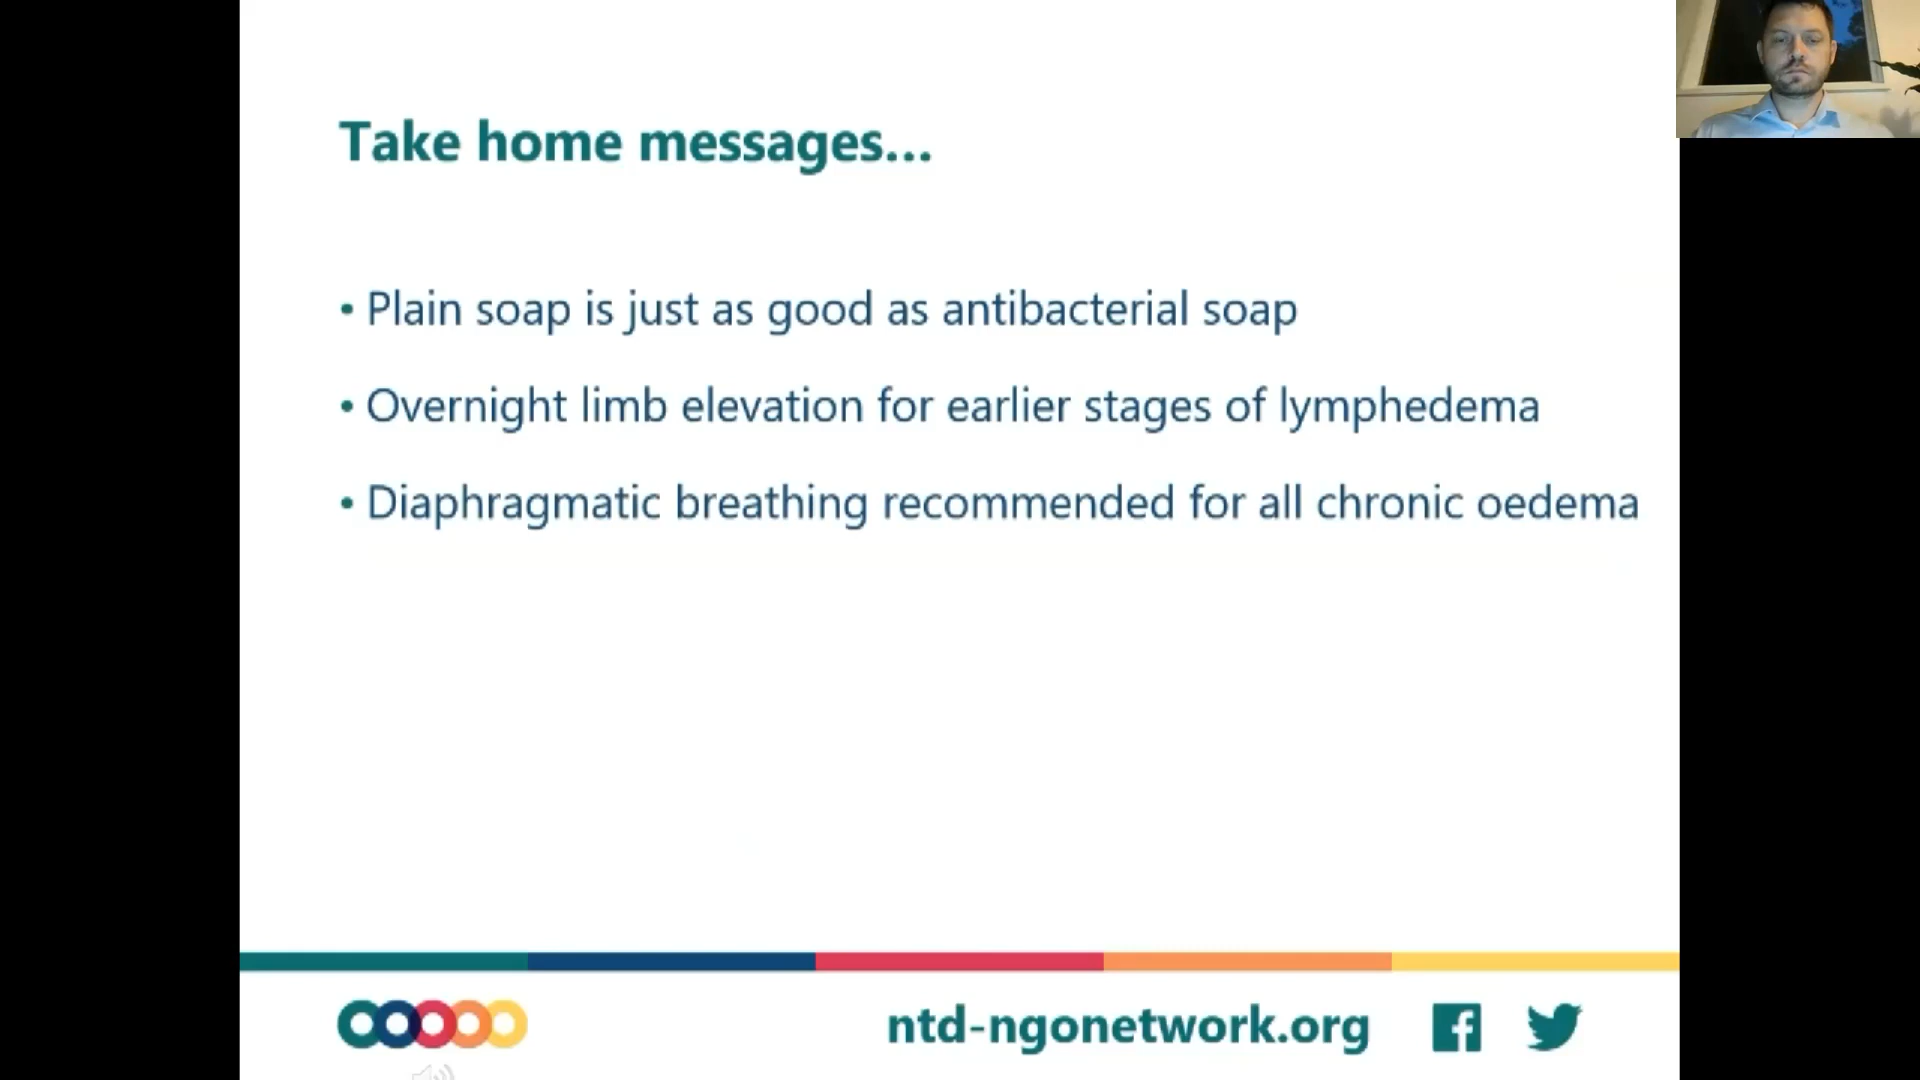 Take home messages...
• Plain soap is just as good as antibacterial soap
• Overnight limb elevation for earlier stages of lymphedema
• Diaphragmatic breathing recommended for all chronic oedema
ntd-ngonetwork.org